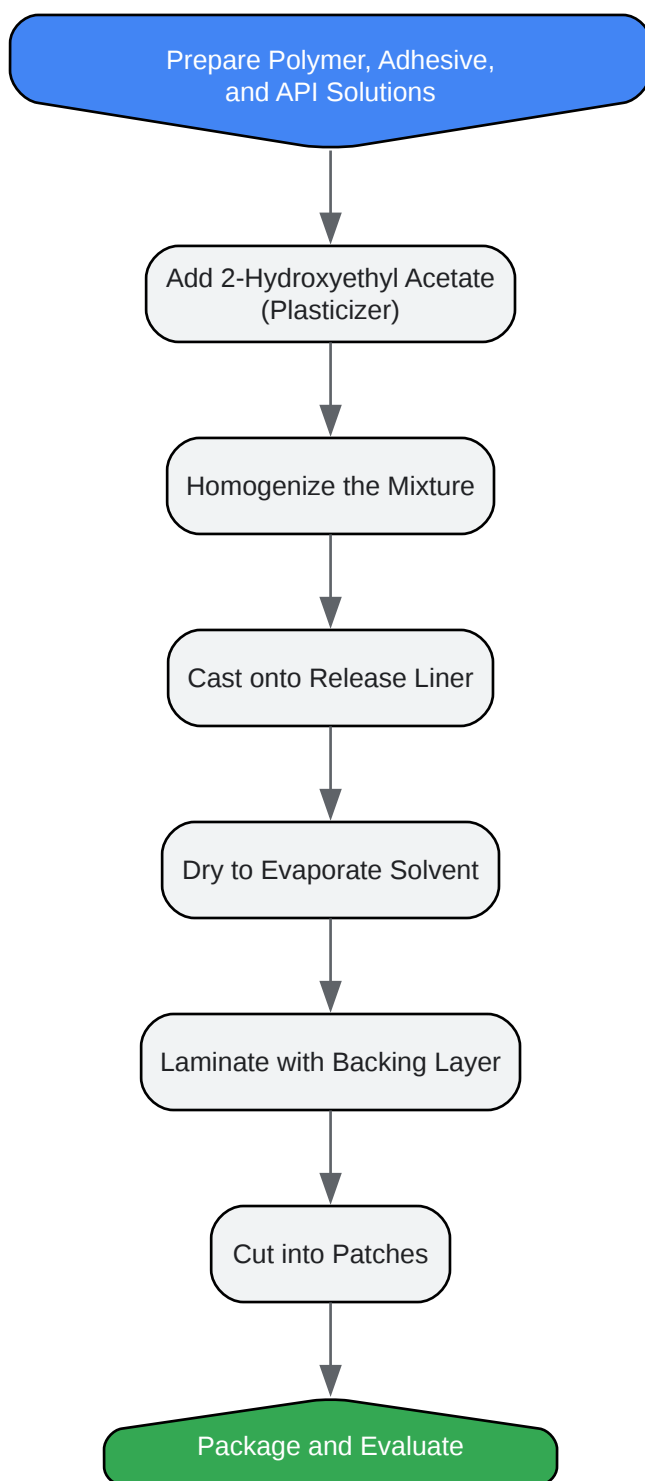 Prepare Polymer, Adhesive,
and API Solutions
Add 2-Hydroxyethyl Acetate
(Plasticizer)
Homogenize the Mixture
Cast onto Release Liner
Dry to Evaporate Solvent
Laminate with Backing Layer
Cut into Patches
Package and Evaluate